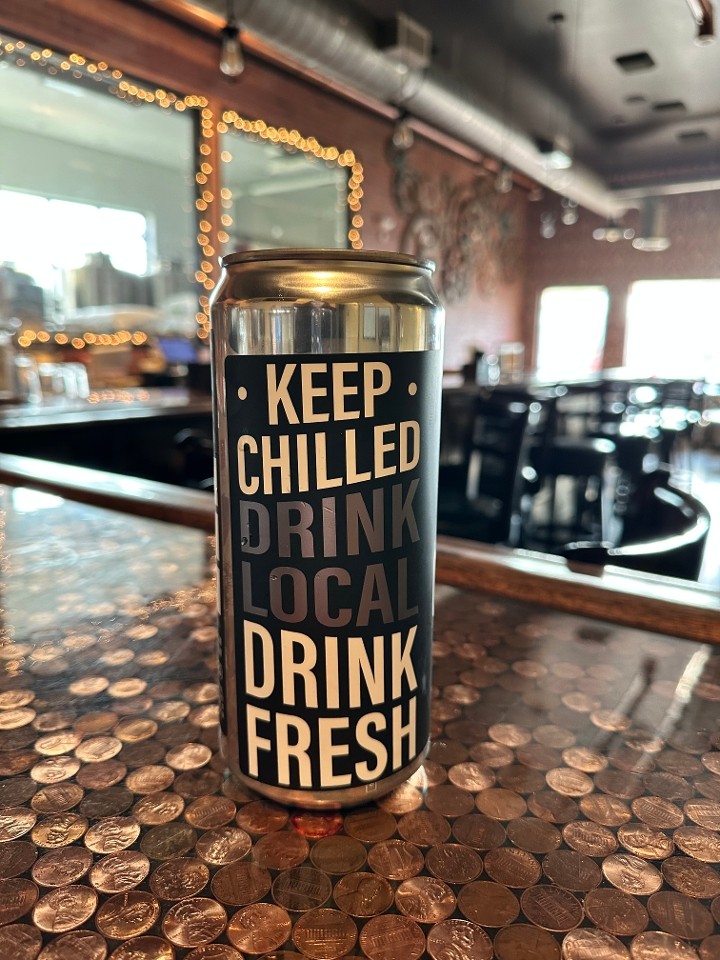 · KEEP ·
CHILLED
DRINK
LOCAL
DRINK
FRESH